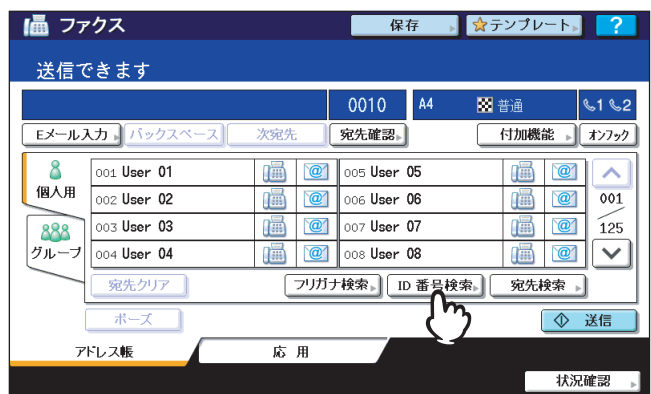 ファクス 保存 テンプレート ?
送信できます
0010 A4 普通 1 2
Eメール入力 バックスペース 次宛先 宛先確認 付加機能 オンフック
個人用
グループ
001 User 01 005 User 05
002 User 02 006 User 06
003 User 03 007 User 07
004 User 04 008 User 08
001
125
宛先クリア フリガナ検索 ID 番号検索 宛先検索
ポーズ 送信
アドレス帳 応用
状況確認